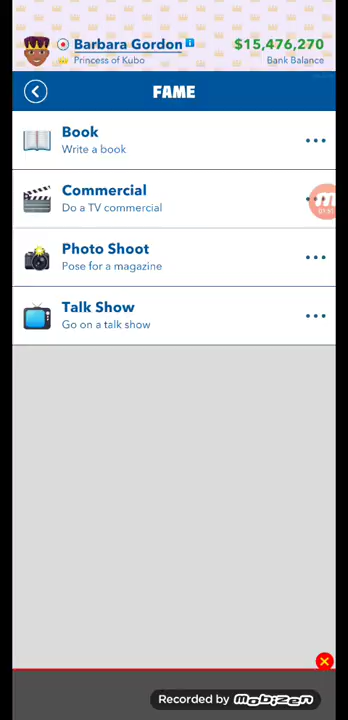 Barbara Gordon i
$15,476,270
Princess of Kubo
Bank Balance
FAME
Book
Write a book
Commercial
Do a TV commercial
Photo Shoot
Pose for a magazine
Talk Show
Go on a talk show
Recorded by mobizen